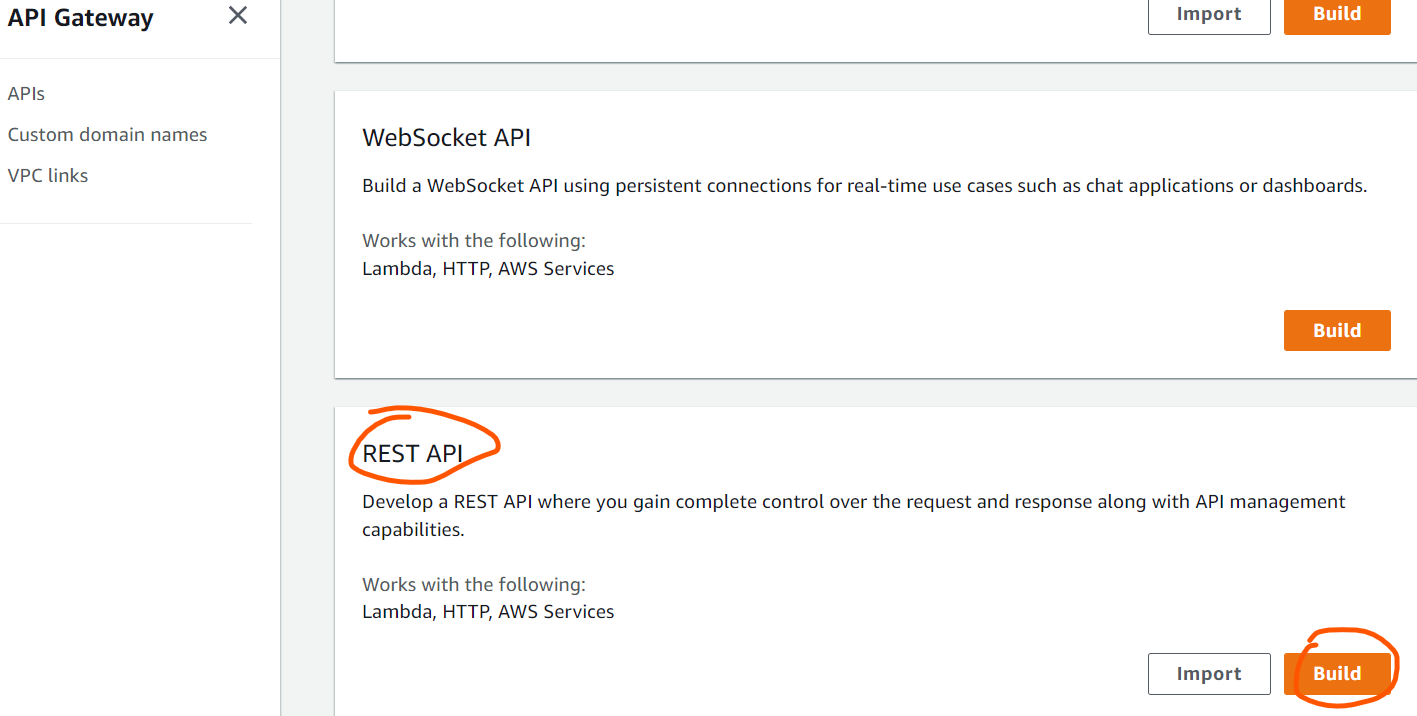 API Gateway
APIs
Custom domain names
VPC links
Import
Build
WebSocket API
Build a WebSocket API using persistent connections for real-time use cases such as chat applications or dashboards.
Works with the following:
Lambda, HTTP, AWS Services
Build
REST API
Develop a REST API where you gain complete control over the request and response along with API management
capabilities.
Works with the following:
Lambda, HTTP, AWS Services
Import
Build